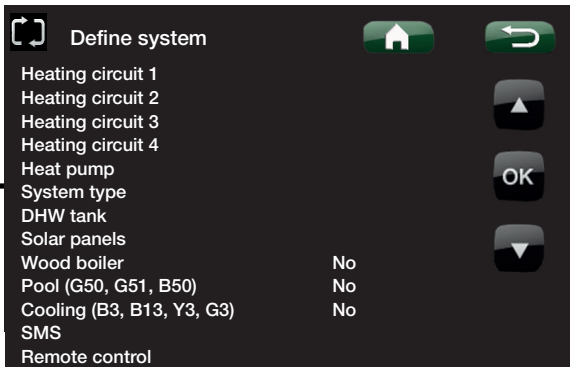 Define system
Heating circuit 1
Heating circuit 2
Heating circuit 3
Heating circuit 4
Heat pump
OK
System type
DHW tank
Solar panels
Wood boiler No
Pool (G50, G51, B50) No
Cooling (B3, B13, Y3, G3) No
SMS
Remote control